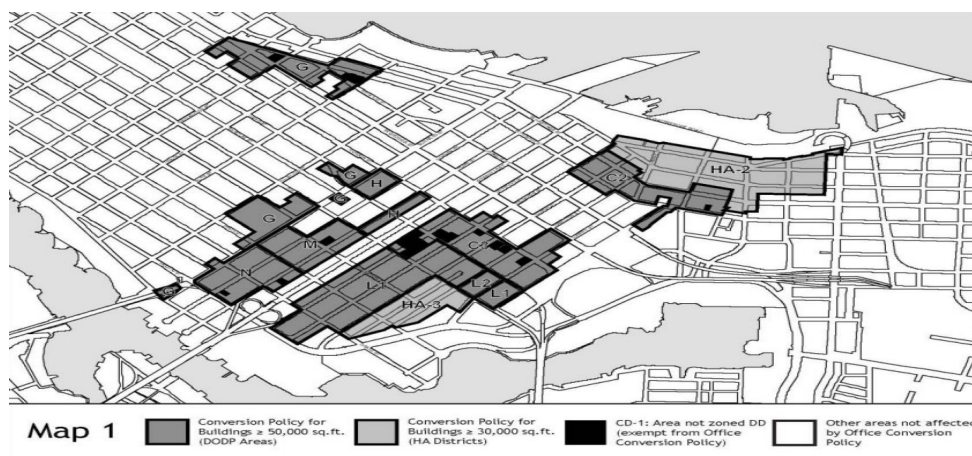 G
G
H
G
G
M
H
N
G
C2
HA-2
C-3
L1
L2
L1
HA-3
Map 1
Conversion Policy for
Buildings ≥ 50,000 sq.ft.
(DODP Areas)
Conversion Policy for
Buildings ≥ 30,000 sq.ft.
(HA Districts)
CD-1: Area not zoned DD
(exempt from Office
Conversion Policy)
Other areas not affected
by Office Conversion
Policy